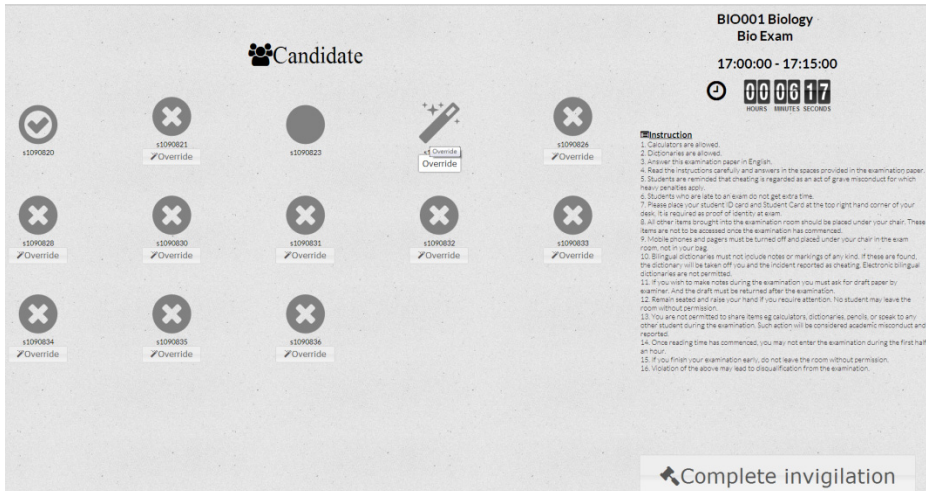 Candidate
s1090820
s1090821
Override
s1090823
Override
Override
s1090826
Override
s1090828
Override
s1090830
Override
s1090831
Override
s1090832
Override
s1090833
Override
s1090834
Override
s1090835
Override
s1090836
Override
BIO001 Biology
Bio Exam
17:00:00 - 17:15:00
00 06 17
HOURS MINUTES SECONDS
Instruction
1. Calculators are allowed.
2. Dictionaries are allowed.
3. Answer this examination paper in English.
4. Read the instructions carefully and answers in the spaces provided in the examination paper.
5. Students are reminded that cheating is regarded as an act of grave misconduct for which
heavy penalties apply.
6. Students who are late to an exam do not get extra time.
7. Please place your student ID card and Student Card at the top right hand corner of your
desk. It is required as proof of identity at exam.
8. All other items brought into the examination room should be placed under your chair. These
items are not to be accessed once the examination has commenced.
9. Mobile phones and pagers must be turned off and placed under your chair in the exam
room, not in your bag.
10. Bilingual dictionaries must not include notes or markings of any kind. If these are found,
the dictionary will be taken off you and the incident reported as cheating. Electronic bilingual
dictionaries are not permitted.
11. If you wish to make notes during the examination you must ask for draft paper by
examiner. And the draft must be returned after the examination.
12. Remain seated and raise your hand if you require attention. No student may leave the
room without permission.
13. You are not permitted to share items eg calculators, dictionaries, pencils, or speak to any
other student during the examination. Such action will be considered academic misconduct and
reported.
14. Once reading time has commenced, you may not enter the examination during the first half
an hour.
15. If you finish your examination early, do not leave the room without permission.
16. Violation of the above may lead to disqualification from the examination.
Complete invigilation